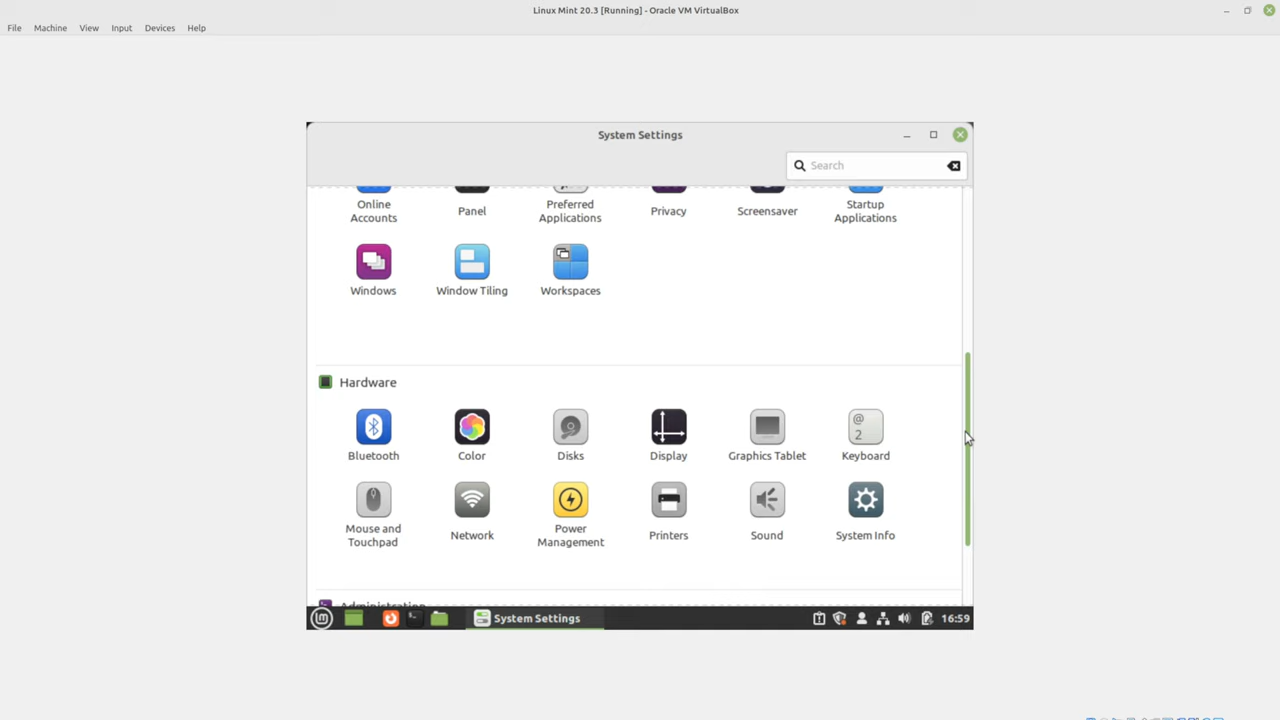 Linux Mint 20.3 [Running] - Oracle VM VirtualBox
File Machine View Input Devices Help
System Settings
Search
Online Accounts
Panel
Preferred Applications
Privacy
Screensaver
Startup Applications
Windows
Window Tiling
Workspaces
Hardware
Bluetooth
Color
Disks
Display
@
2
Graphics Tablet
Keyboard
Mouse and Touchpad
Network
Power Management
Printers
Sound
System Info
Administration
System Settings
16:59